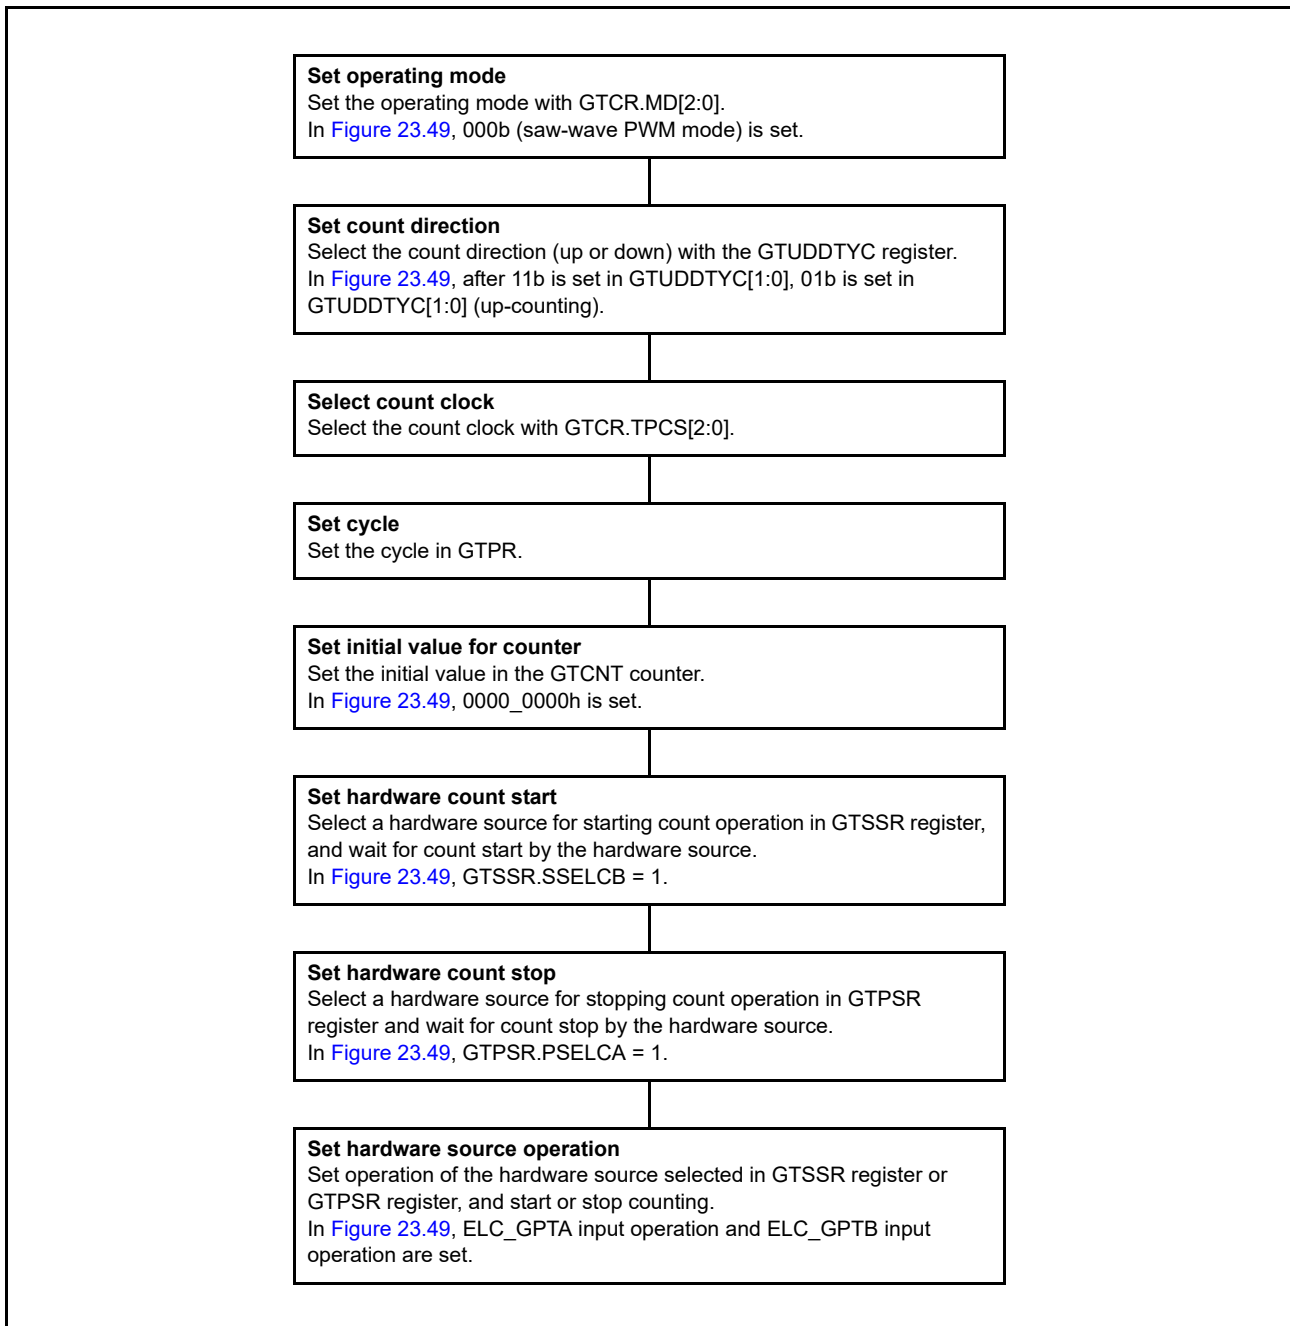 Set operating mode
Set the operating mode with GTCR.MD[2:0].
In Figure 23.49, 000b (saw-wave PWM mode) is set.
Set count direction
Select the count direction (up or down) with the GTUDDTYC register.
In Figure 23.49, after 11b is set in GTUDDTYC[1:0], 01b is set in
GTUDDTYC[1:0] (up-counting).
Select count clock
Select the count clock with GTCR.TPCS[2:0].
Set cycle
Set the cycle in GTPR.
Set initial value for counter
Set the initial value in the GTCNT counter.
In Figure 23.49, 0000_0000h is set.
Set hardware count start
Select a hardware source for starting count operation in GTSSR register,
and wait for count start by the hardware source.
In Figure 23.49, GTSSR.SSELCB = 1.
Set hardware count stop
Select a hardware source for stopping count operation in GTPSR
register and wait for count stop by the hardware source.
In Figure 23.49, GTPSR.PSELCA = 1.
Set hardware source operation
Set operation of the hardware source selected in GTSSR register or
GTPSR register, and start or stop counting.
In Figure 23.49, ELC_GPTA input operation and ELC_GPTB input
operation are set.